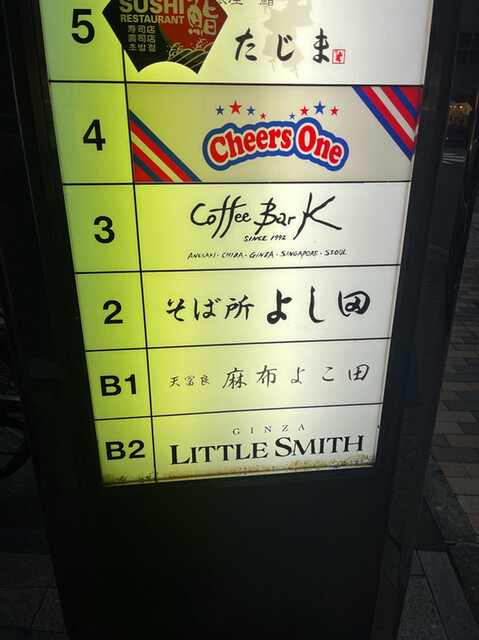 SUSHI 鮨
RESTAURANT
寿司店
壽司店
초밥점
5 たじま
4 Cheers One
3 Coffee Bar K
SINCE 1992
ANESAKI・CHIBA・GINZA・SINGAPORE・SEOUL
2 そば所 よし田
B1 天冨良 麻布よこ田
GINZA
B2 LITTLE SMITH